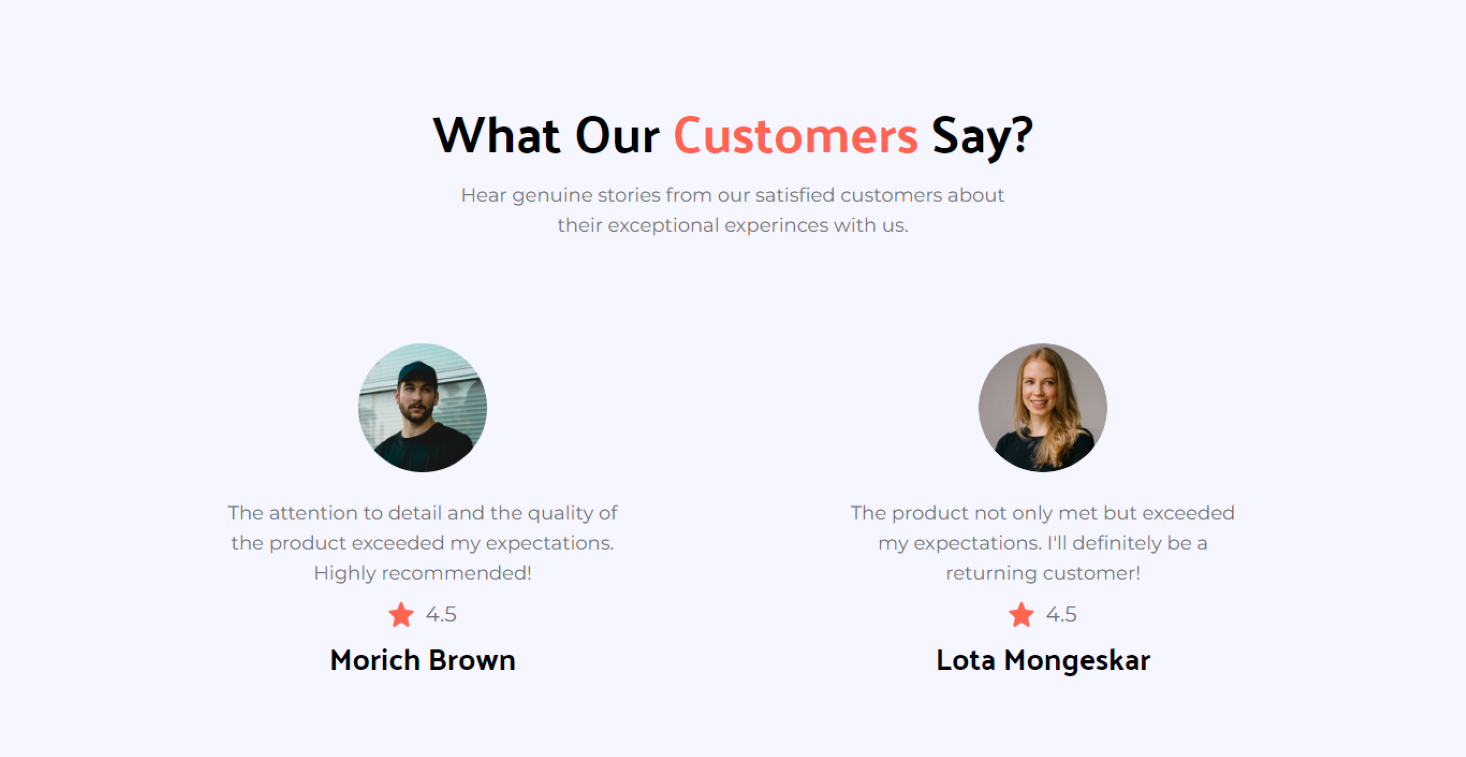 What Our Customers Say?
Hear genuine stories from our satisfied customers about
their exceptional experinces with us.
The attention to detail and the quality of
the product exceeded my expectations.
Highly recommended!
4.5
Morich Brown
The product not only met but exceeded
my expectations. I'll definitely be a
returning customer!
4.5
Lota Mongeskar